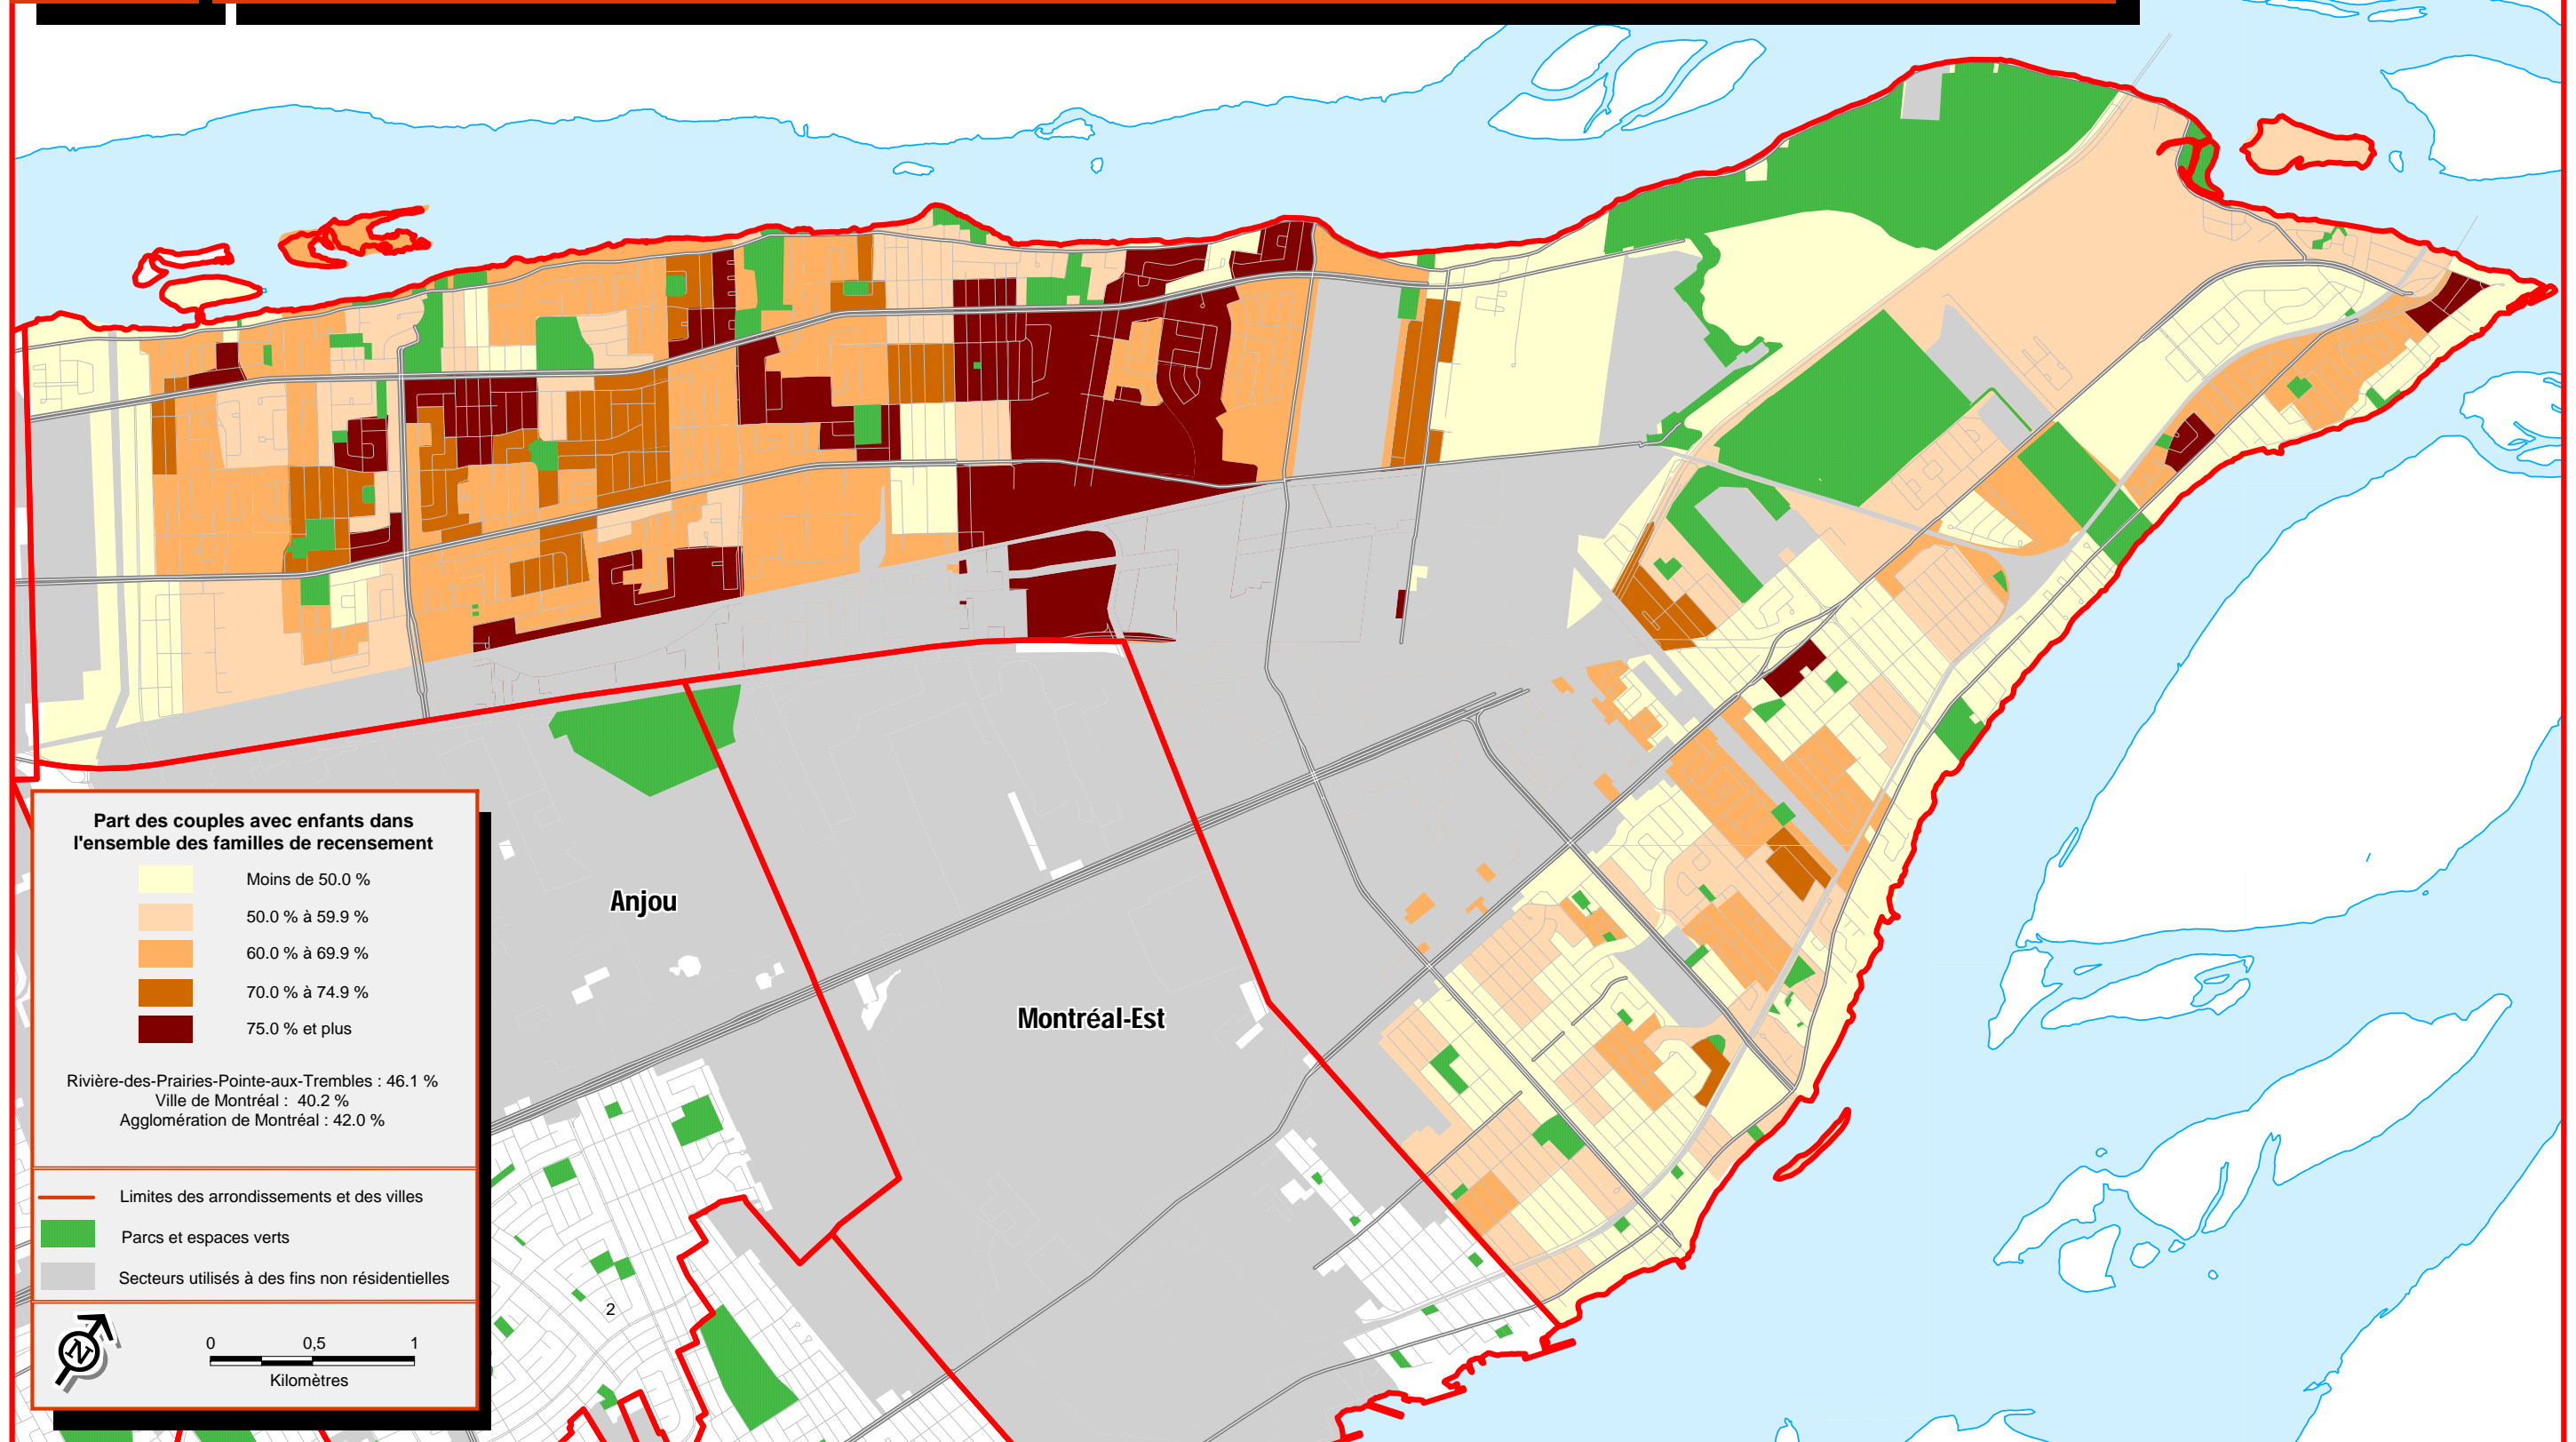 Part des couples avec enfants dans
l'ensemble des familles de recensement
Moins de 50.0 %
50.0 % à 59.9 %
60.0 % à 69.9 %
70.0 % à 74.9 %
75.0 % et plus
Rivière-des-Prairies-Pointe-aux-Trembles : 46.1 %
Ville de Montréal :  40.2 %
Agglomération de Montréal : 42.0 %
Limites des arrondissements et des villes
Parcs et espaces verts
Secteurs utilisés à des fins non résidentielles
N
0 0,5 1
Kilomètres
Anjou
Montréal-Est
2